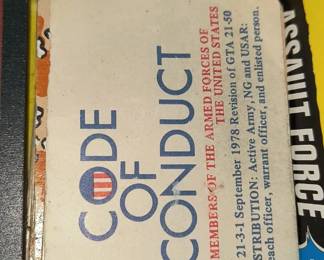 CODE
OF
CONDUCT
MEMBERS OF THE ARMED FORCES OF
THE UNITED STATES
21-3-1 September 1978 Revision of GTA 21-50
STRIBUTION: Active Army, NG and USAR:
each officer, warrant officer, and enlisted person.
ASSAULT FORCE